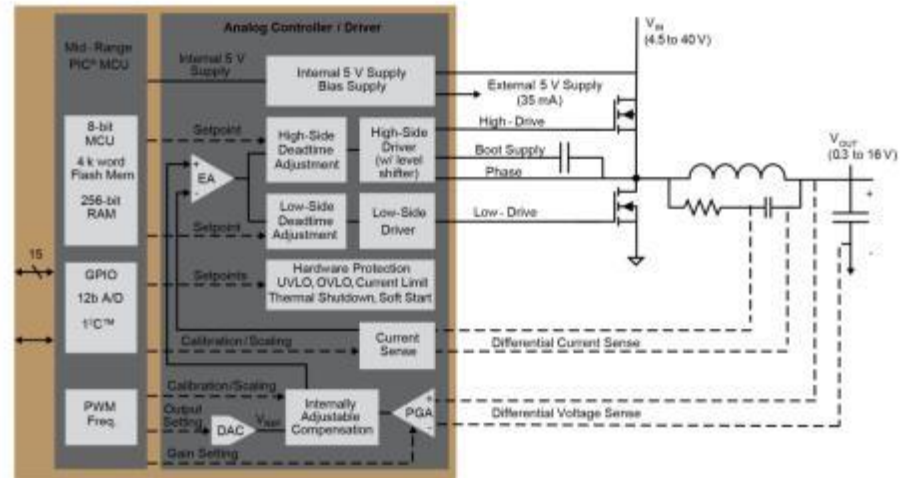 Analog Controller / Driver
Mid-Range
PIC® MCU
8-bit
MCU
4 k word
Flash Mem
256-bit
RAM
15
GPIO
12b A/D
I²C™
PWM
Freq.
Internal 5 V
Supply
Internal 5 V Supply
Bias Supply
Setpoint
High-Side
Deadtime
Adjustment
High-Side
Driver
(w/ level
shifter)
+
EA
-
Low-Side
Deadtime
Adjustment
Low-Side
Driver
Setpoint
Setpoints
Hardware Protection
UVLO, OVLO, Current Limit
Thermal Shutdown, Soft Start
Calibration/Scaling
Current
Sense
Calibration/Scaling
Output
Setting
DAC
VREF
Internally
Adjustable
Compensation
+
PGA
-
Gain Setting
VIN
(4.5 to 40 V)
External 5 V Supply
(35 mA)
High-Drive
Boot Supply
Phase
Low-Drive
VOUT
(0.3 to 16 V)
+
-
Differential Current Sense
Differential Voltage Sense